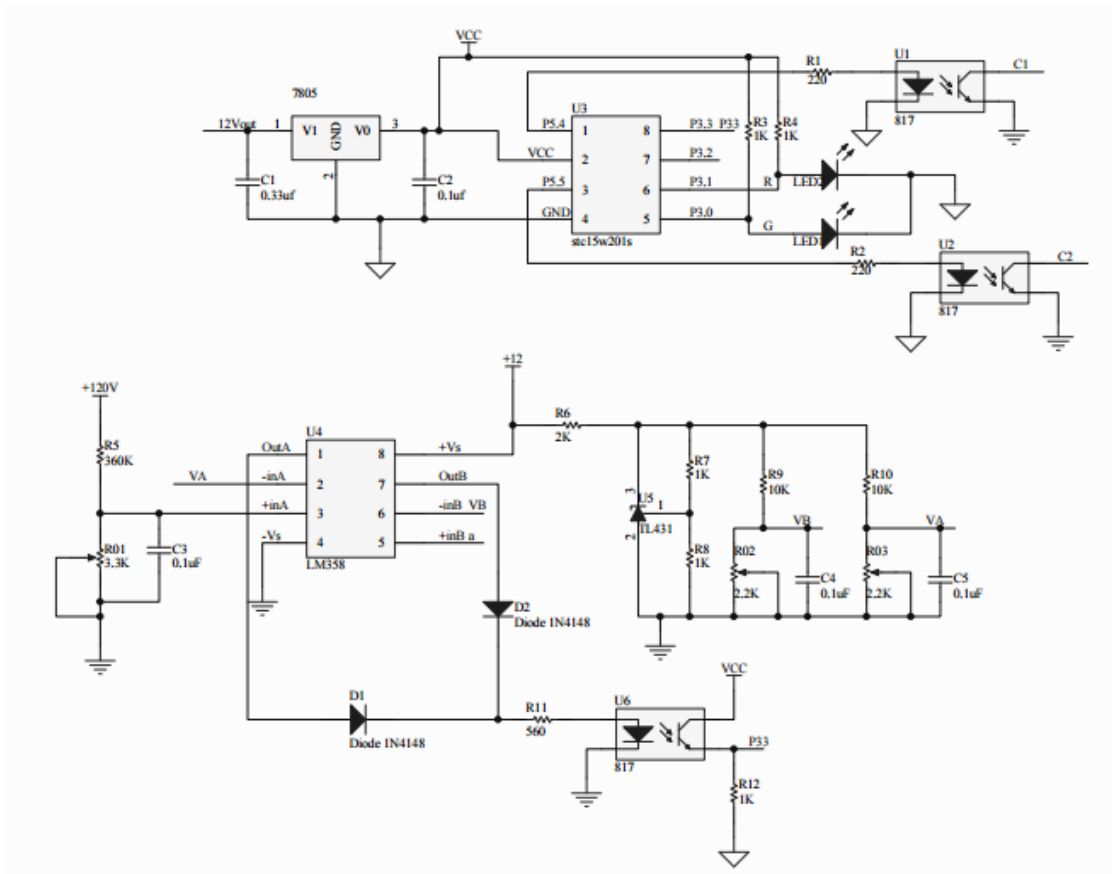 VCC
7805
12Vout
1
V1
GND
V0
3
2
C1
0.33uf
C2
0.1uf
VCC
GND
U3
P5.4
1
8
P3.3
P33
2
7
P3.2
P5.5
3
6
P3.1
R
4
5
P3.0
G
stc15w201s
R1
220
R3
1K
R4
1K
U1
817
C1
LED2
LED1
R2
220
U2
817
C2
+120V
R5
360K
R01
3.3K
C3
0.1uF
VA
U4
OutA
1
8
+Vs
-inA
2
7
OutB
+inA
3
6
-inB VB
-Vs
4
5
+inB a
LM358
+12
R6
2K
D2
Diode 1N4148
D1
Diode 1N4148
R11
560
U5
3
1
2
TL431
R7
1K
R8
1K
R9
10K
R10
10K
VB
VA
R02
2.2K
C4
0.1uF
R03
2.2K
C5
0.1uF
U6
817
VCC
P33
R12
1K